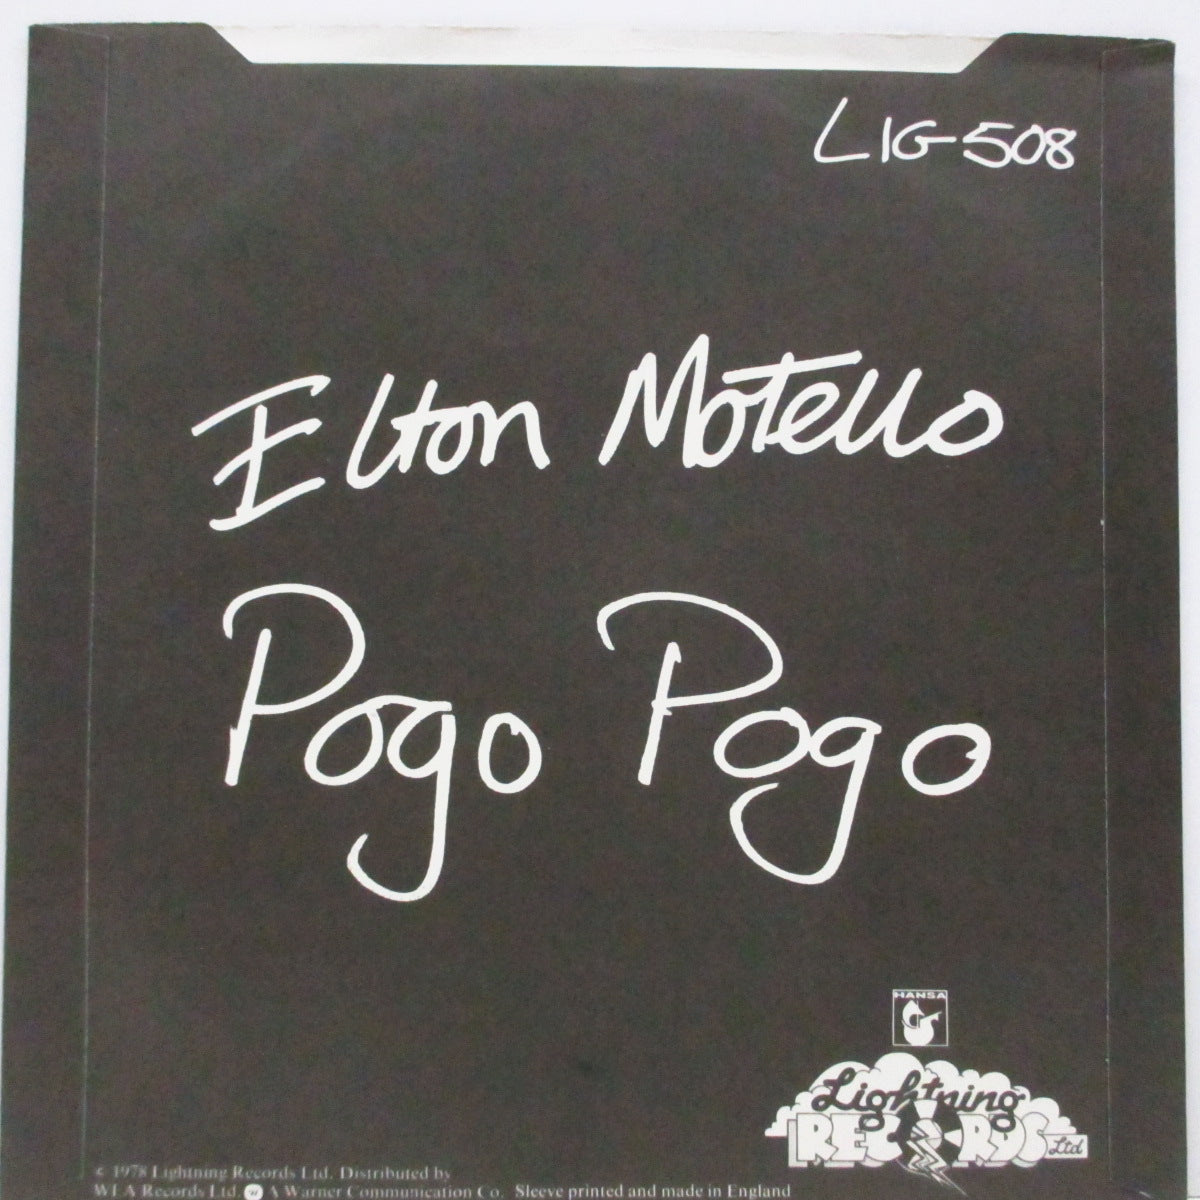 LIG-508
Elton Motello
Pogo Pogo
HANSA
Lightning
RECORDS Ltd
© 1978 Lightning Records Ltd. Distributed by
WEA Records Ltd. W A Warner Communication Co. Sleeve printed and made in England